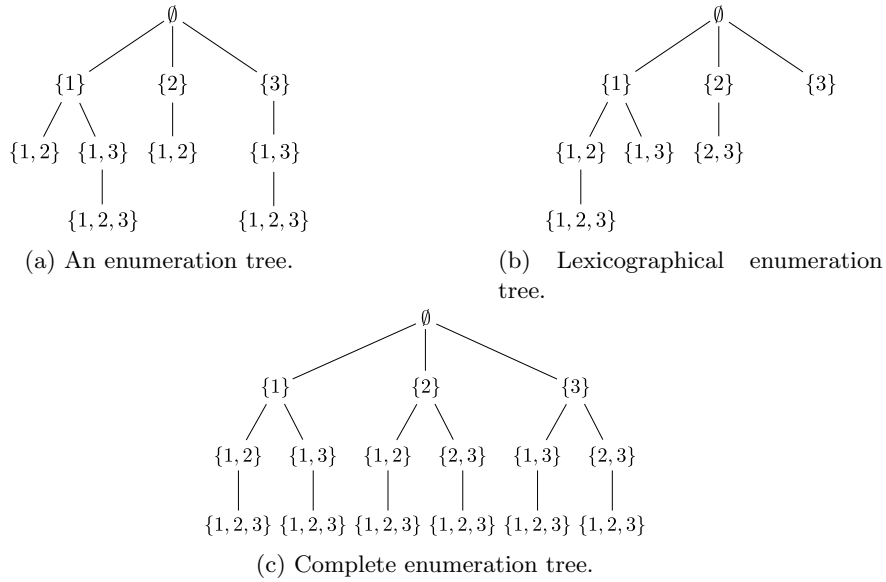 ∅ ∅
{1} {2} {3} {1} {2} {3}
{1, 2} {1, 3} {1, 2} {1, 3} {1, 2} {1, 3} {2, 3}
{1, 2, 3} {1, 2, 3} {1, 2, 3}
(a) An enumeration tree.
(b) Lexicographical enumeration
tree.
∅
{1} {2} {3}
{1, 2} {1, 3} {1, 2} {2, 3} {1, 3} {2, 3}
{1, 2, 3} {1, 2, 3} {1, 2, 3} {1, 2, 3} {1, 2, 3} {1, 2, 3}
(c) Complete enumeration tree.